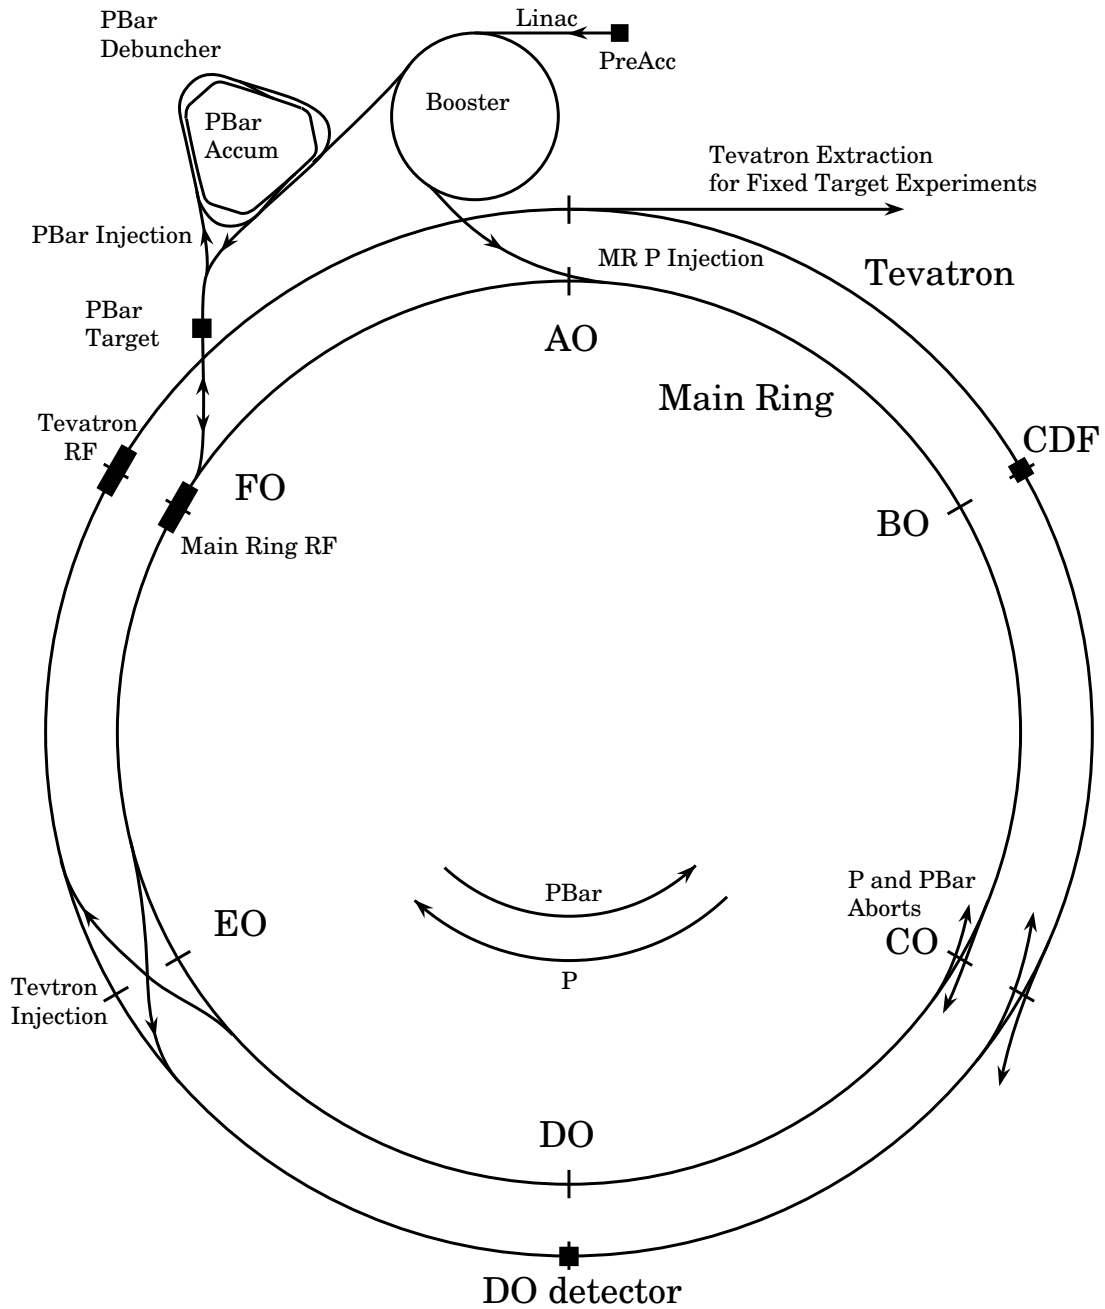 PBar
Debuncher
Linac
PreAcc
Booster
PBar
Accum
Tevatron Extraction
for Fixed Target Experiments
PBar Injection
MR P Injection
Tevatron
PBar
Target
AO
Main Ring
Tevatron
RF
CDF
FO
BO
Main Ring RF
P and PBar
Aborts
PBar
EO
CO
P
Tevtron
Injection
DO
DO detector